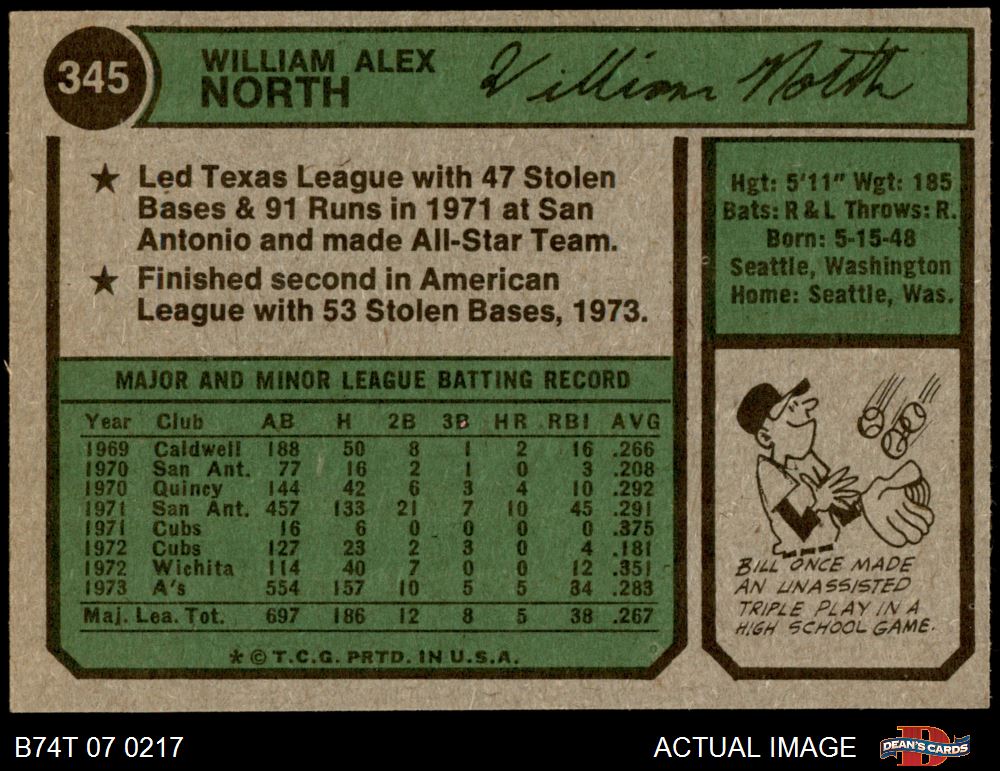 345
WILLIAM ALEX
NORTH
William North
★ Led Texas League with 47 Stolen
Bases & 91 Runs in 1971 at San
Antonio and made All-Star Team.
★ Finished second in American
League with 53 Stolen Bases, 1973.
Hgt: 5'11" Wgt: 185
Bats: R & L Throws: R.
Born: 5-15-48
Seattle, Washington
Home: Seattle, Was.
MAJOR AND MINOR LEAGUE BATTING RECORD
Year Club AB H 2B 3B HR RBI AVG
1969 Caldwell 188 50 8 1 2 16 .266
1970 San Ant. 77 16 2 1 0 3 .208
1970 Quincy 144 42 6 3 4 10 .292
1971 San Ant. 457 133 21 7 10 45 .291
1971 Cubs 16 6 0 0 0 0 .375
1972 Cubs 127 23 2 3 0 4 .181
1972 Wichita 114 40 7 0 0 12 .351
1973 A's 554 157 10 5 5 34 .283
Maj. Lea. Tot. 697 186 12 8 5 38 .267
* © T.C.G. PRTD. IN U.S.A.
BILL ONCE MADE
AN UNASSISTED
TRIPLE PLAY IN A
HIGH SCHOOL GAME.
B74T 07 0217
ACTUAL IMAGE
DEAN'S CARDS